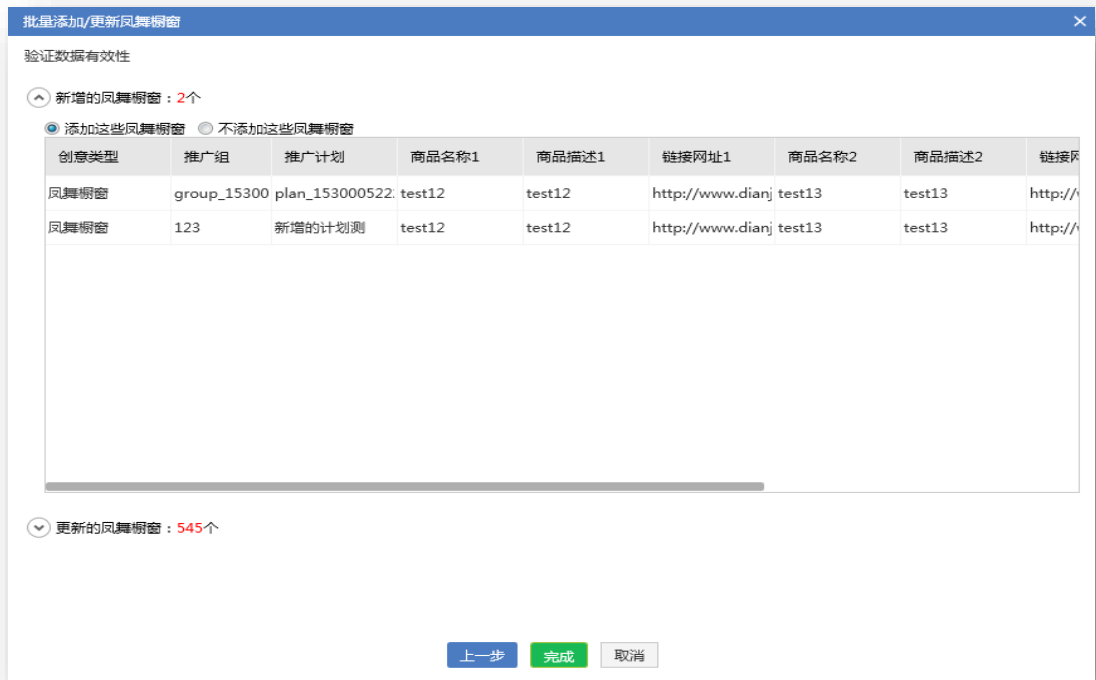 批量添加/更新凤舞橱窗
验证数据有效性
新增的凤舞橱窗：2个
添加这些凤舞橱窗 不添加这些凤舞橱窗
创意类型 推广组 推广计划 商品名称1 商品描述1 链接网址1 商品名称2 商品描述2 链接网
凤舞橱窗 group_15300 plan_153000522 test12 test12 http://www.dianj test13 test13 http://
凤舞橱窗 123 新增的计划测 test12 test12 http://www.dianj test13 test13 http://
更新的凤舞橱窗：545个
上一步 完成 取消